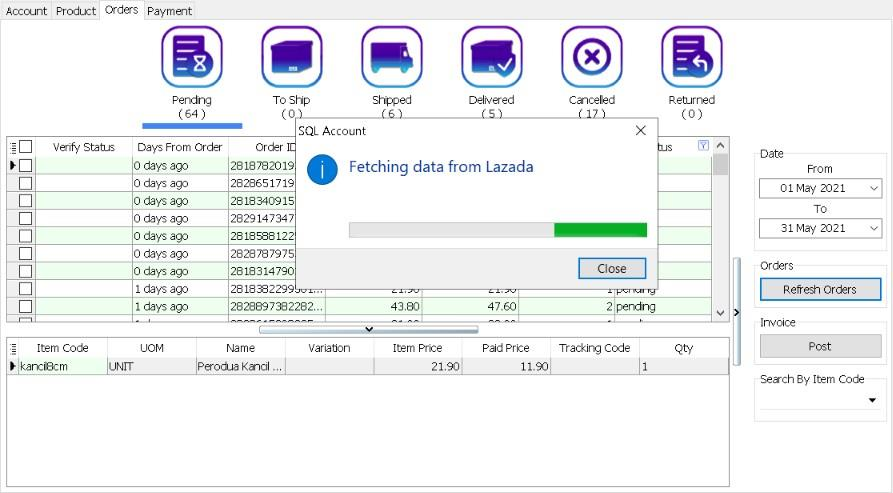 Account Product Orders Payment
Pending To Ship Shipped Delivered Cancelled Returned
(64) (0) (6) (5) (17) (0)
SQL Account
Fetching data from Lazada
Close
Verify Status Days From Order Order ID
0 days ago 2818782019
0 days ago 2828651719
0 days ago 2818340915
0 days ago 2829147347
0 days ago 2818588122
0 days ago 2828787975
0 days ago 2818314790
1 days ago 2818382299501... 21.90 21.90 1 pending
1 days ago 2828897382282... 43.80 47.60 2 pending
Item Code UOM Name Variation Item Price Paid Price Tracking Code Qty
kancil8cm UNIT Perodua Kancil ... 21.90 11.90 1
Date
From
01 May 2021
To
31 May 2021
Orders
Refresh Orders
Invoice
Post
Search By Item Code